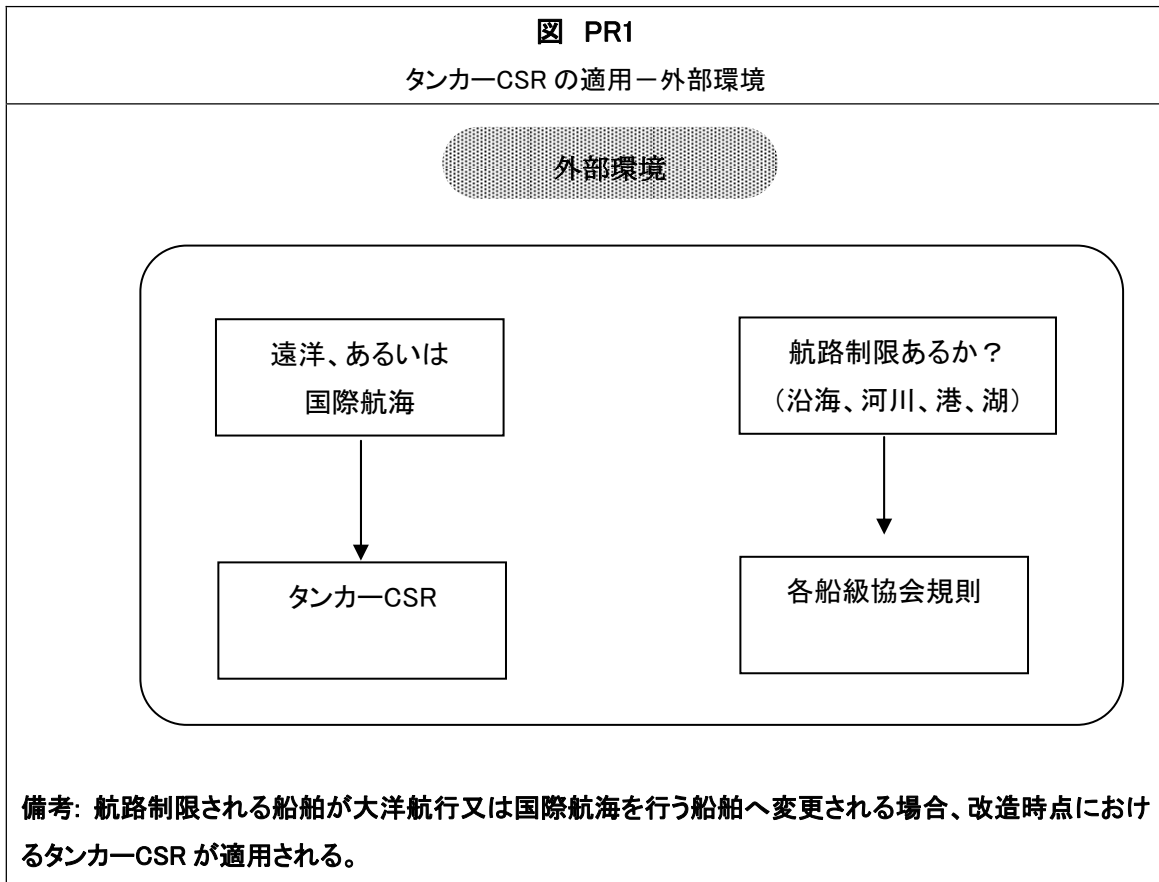 図 PR1
タンカーCSR の適用－外部環境
外部環境
遠洋、あるいは
国際航海
航路制限あるか？
（沿海、河川、港、湖）
タンカーCSR
各船級協会規則
備考: 航路制限される船舶が大洋航行又は国際航海を行う船舶へ変更される場合、改造時点におけ
るタンカーCSR が適用される。